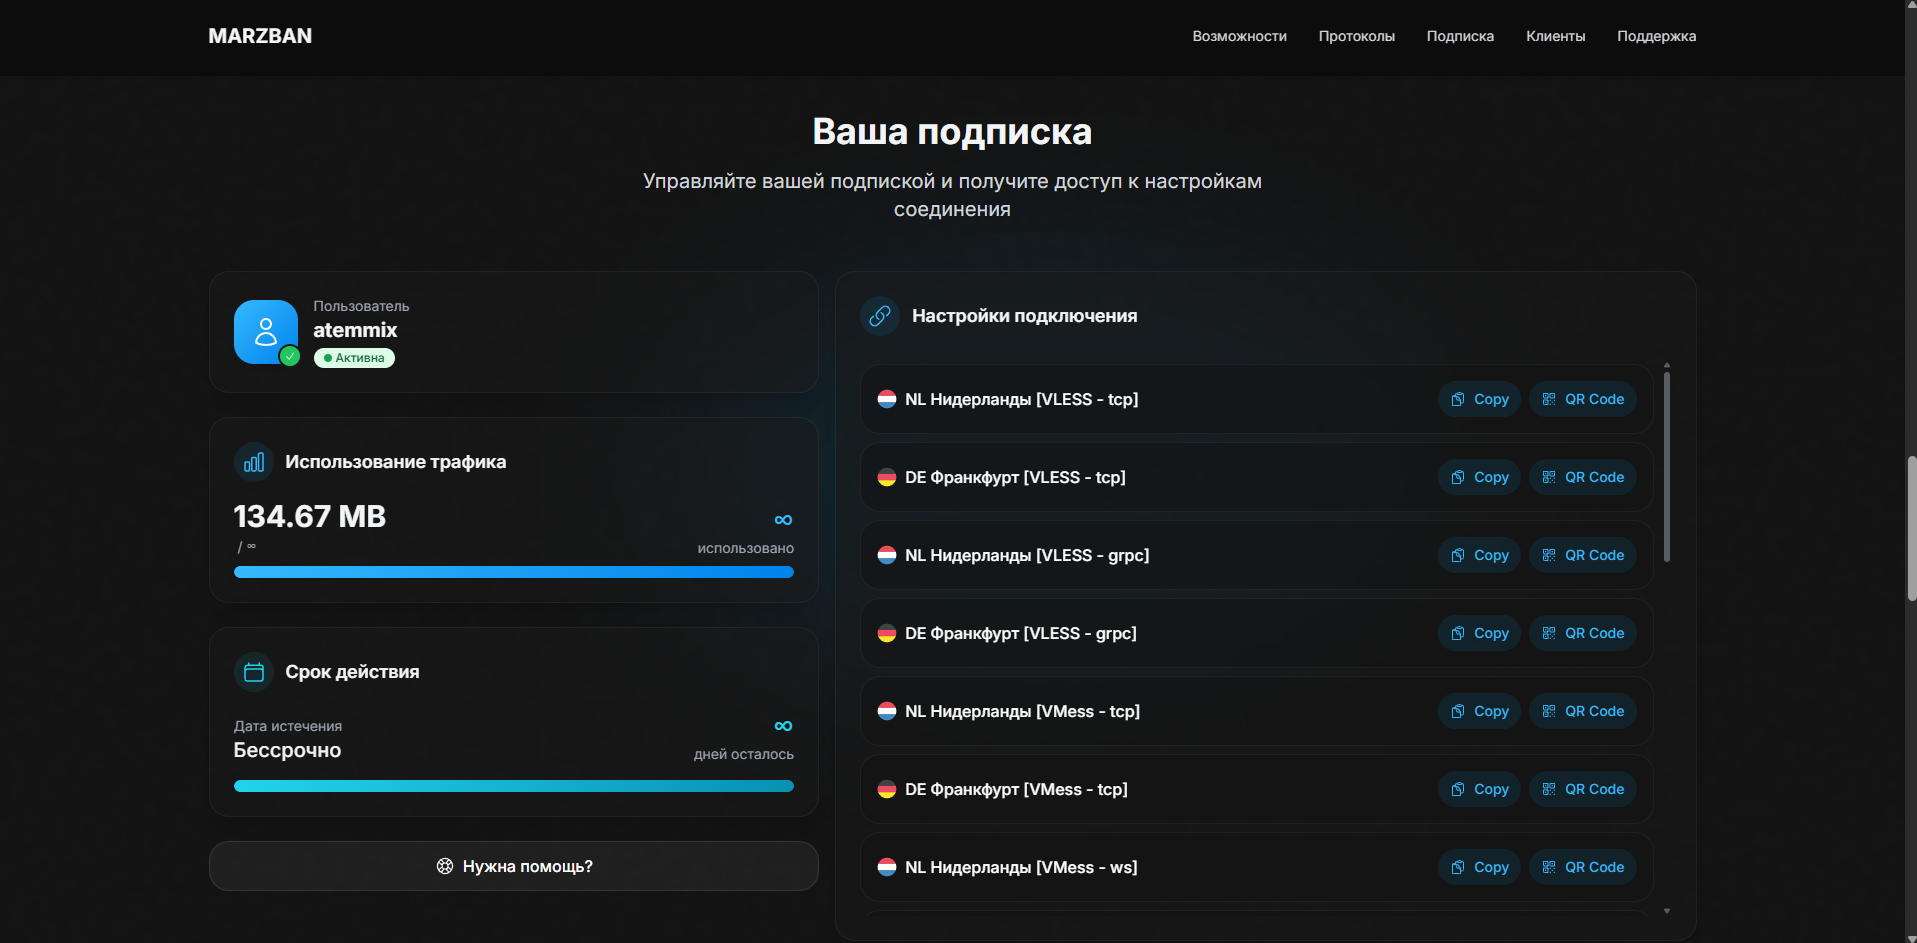 MARZBAN
Возможности
Протоколы
Подписка
Клиенты
Поддержка
Ваша подписка
Управляйте вашей подпиской и получите доступ к настройкам
соединения
Пользователь
atemmix
Активна
Использование трафика
134.67 MB
∞
/ ∞
использовано
Срок действия
Дата истечения
∞
Бессрочно
дней осталось
Нужна помощь?
Настройки подключения
NL Нидерланды [VLESS - tcp] Copy QR Code
DE Франкфурт [VLESS - tcp] Copy QR Code
NL Нидерланды [VLESS - grpc] Copy QR Code
DE Франкфурт [VLESS - grpc] Copy QR Code
NL Нидерланды [VMess - tcp] Copy QR Code
DE Франкфурт [VMess - tcp] Copy QR Code
NL Нидерланды [VMess - ws] Copy QR Code